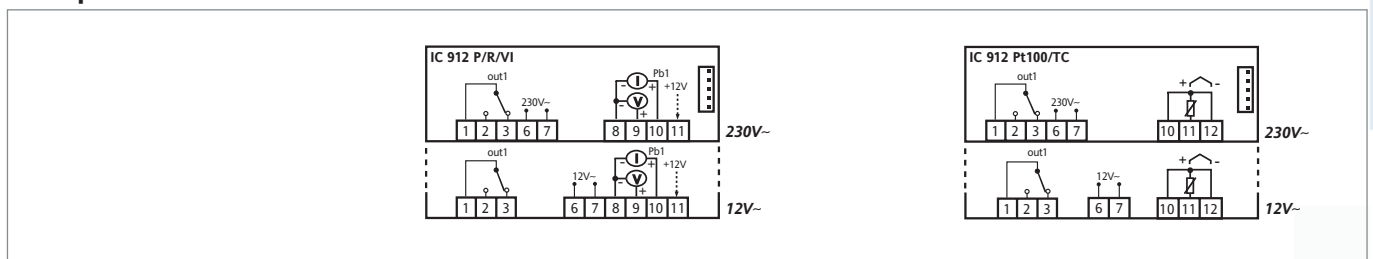 IC 912 P/R/VI
out1
230V~
- I + Pb1
+12V
- V +
1 2 3 6 7 8 9 10 11 230V~
out1
12V~
- I + Pb1
+12V
- V +
1 2 3 6 7 8 9 10 11 12V~
IC 912 Pt100/TC
out1
230V~
+ -
1 2 3 6 7 10 11 12 230V~
out1
12V~
+ -
1 2 3 6 7 10 11 12 12V~